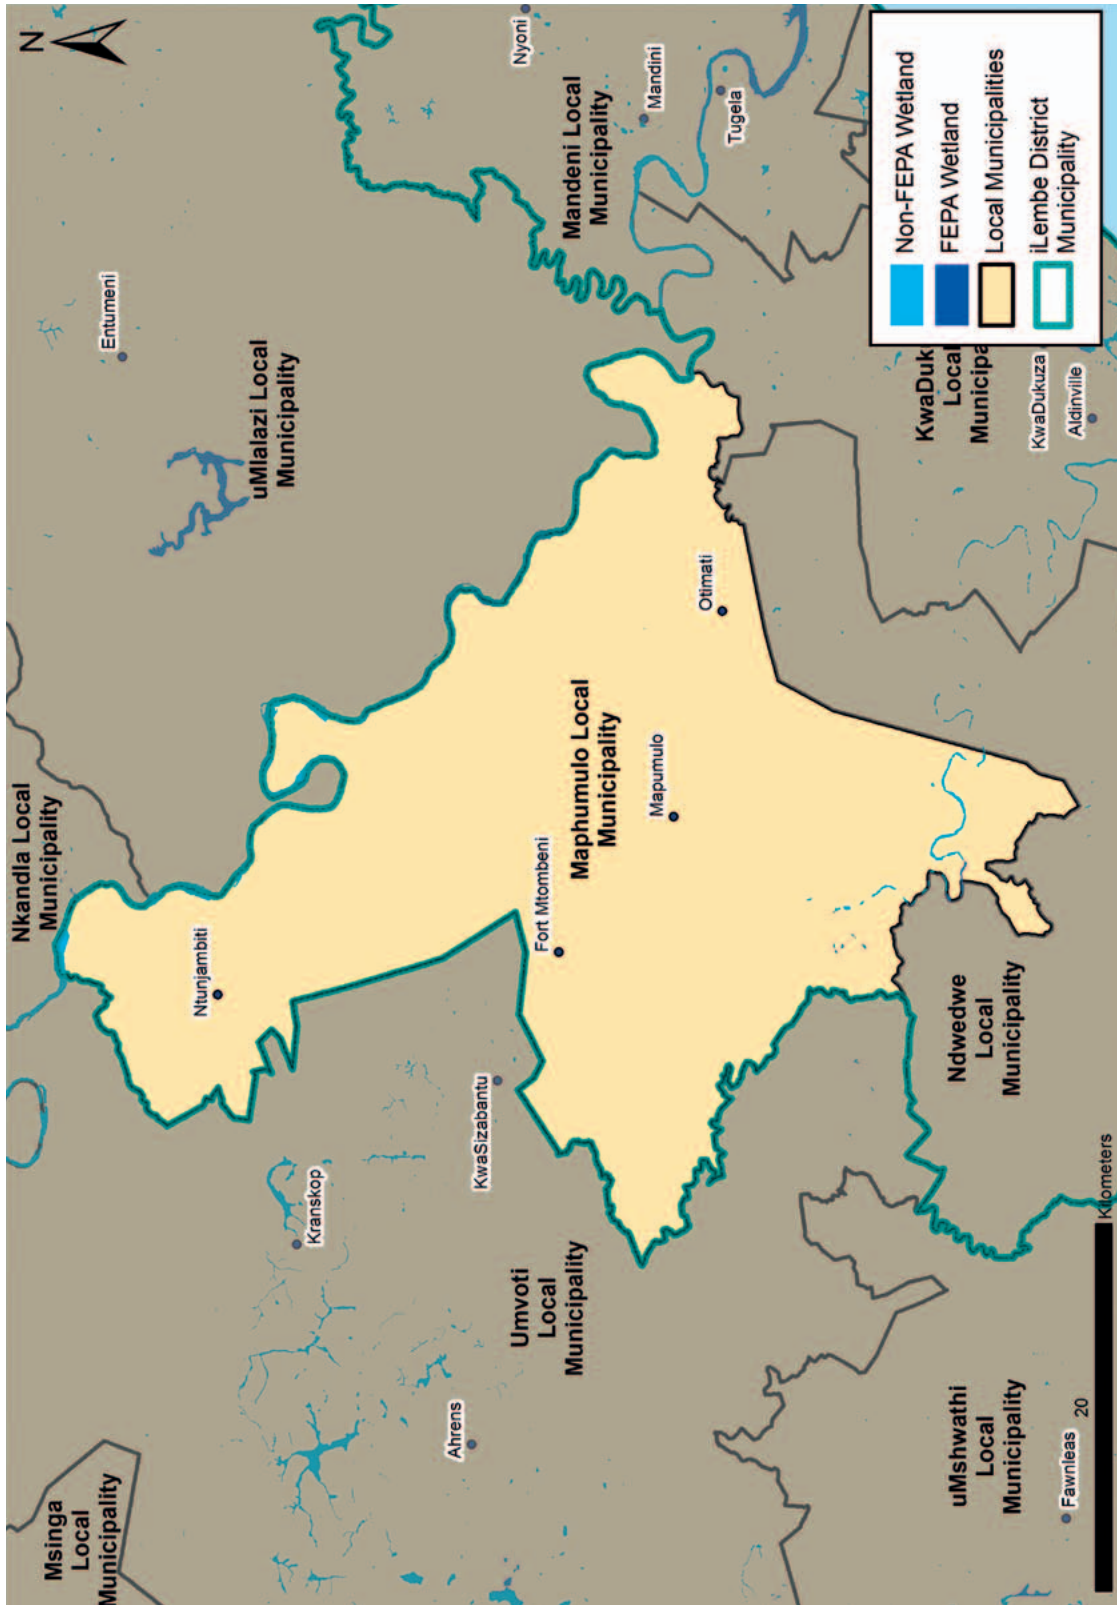 N
Msinga
Local
Municipality
Nkandla Local
Municipality
Entumeni
Ntunjambiti
uMlalazi Local
Municipality
Kranskop
Ahrens
KwaSizabantu
Umvoti
Local
Municipality
Fort Mtombeni
Maphumulo Local
Municipality
Mapumulo
Otimati
Nyoni
Mandeni Local
Municipality
Mandini
Tugela
Ndwedwe
Local
Municipality
uMshwathi
Local
Municipality
Fawnleas
KwaDuku
Local
Municipa
KwaDukuza
Aldinville
Non-FEPA Wetland
FEPA Wetland
Local Municipalities
iLembe District
Municipality
20
Kilometers